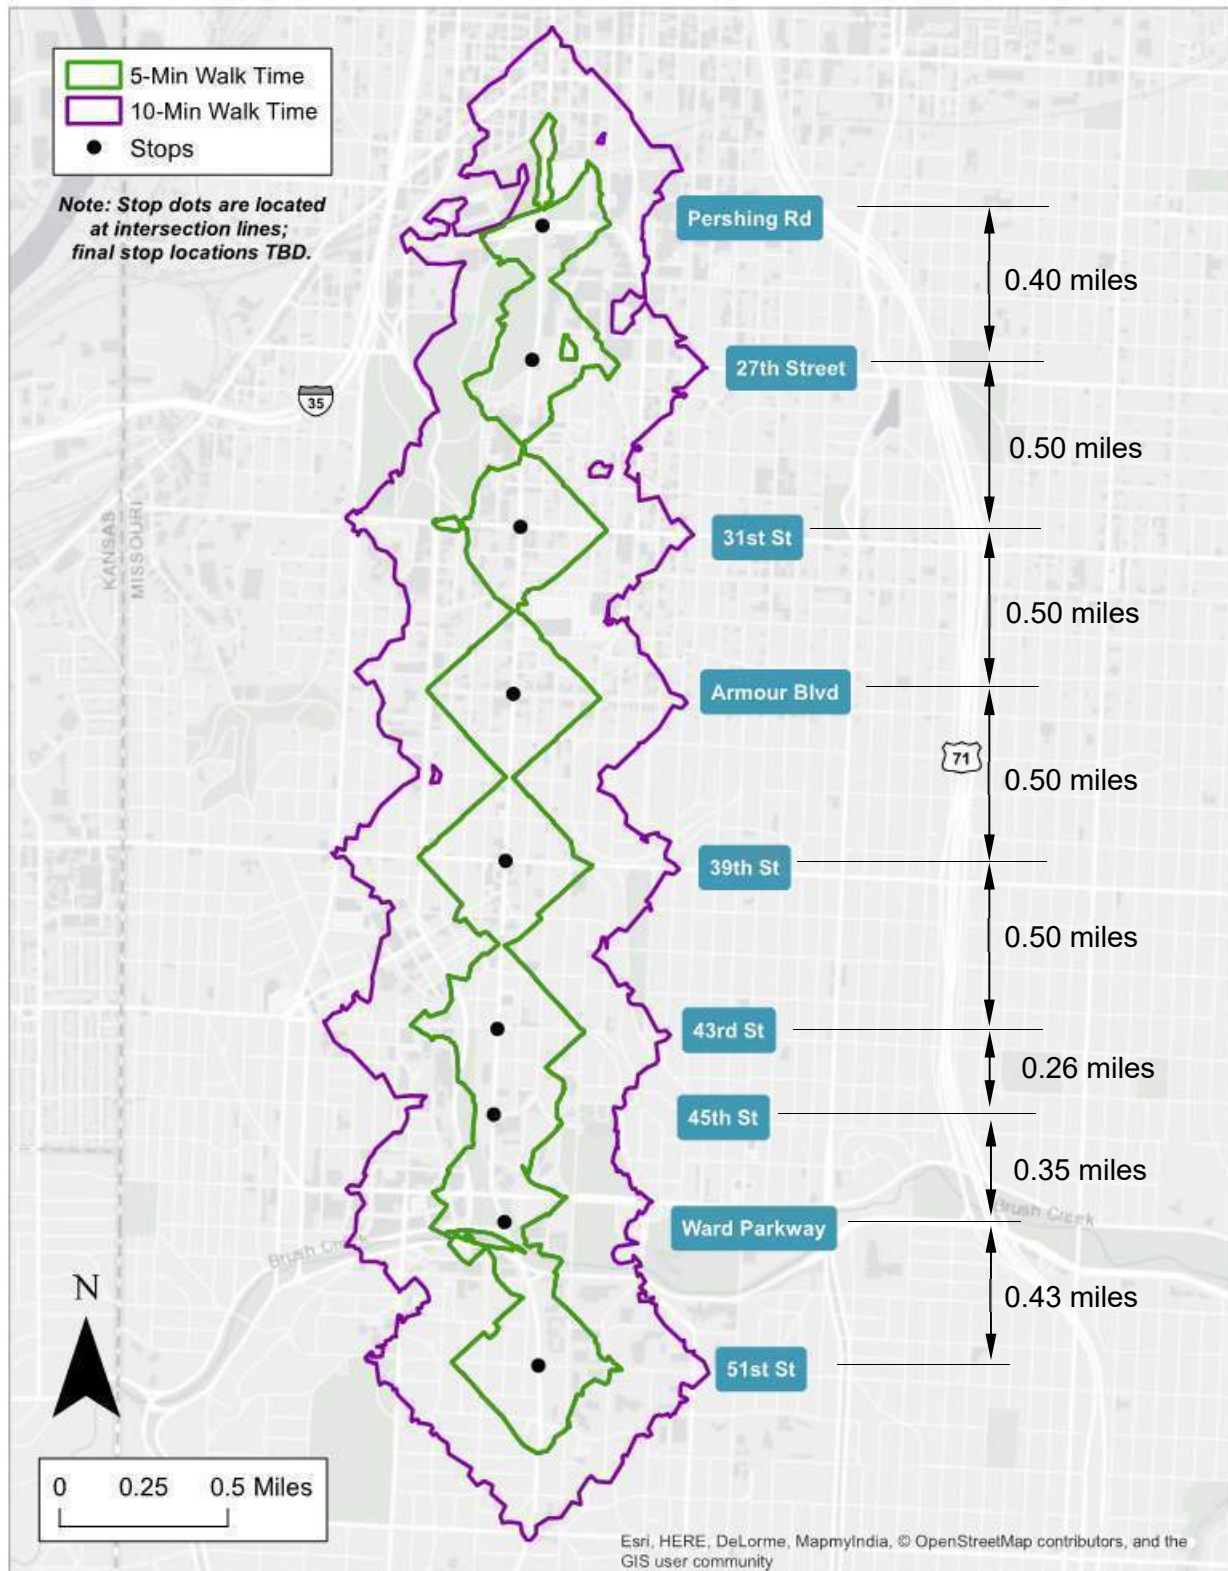 5-Min Walk Time
10-Min Walk Time
Stops
Note: Stop dots are located
at intersection lines;
final stop locations TBD.
Pershing Rd
0.40 miles
27th Street
35
0.50 miles
KANSAS
MISSOURI
31st St
0.50 miles
Armour Blvd
71
0.50 miles
39th St
0.50 miles
43rd St
0.26 miles
45th St
0.35 miles
Brush Creek
Ward Parkway
Brush Creek
N
0.43 miles
51st St
0 0.25 0.5 Miles
Esri, HERE, DeLorme, MapmyIndia, © OpenStreetMap contributors, and the
GIS user community